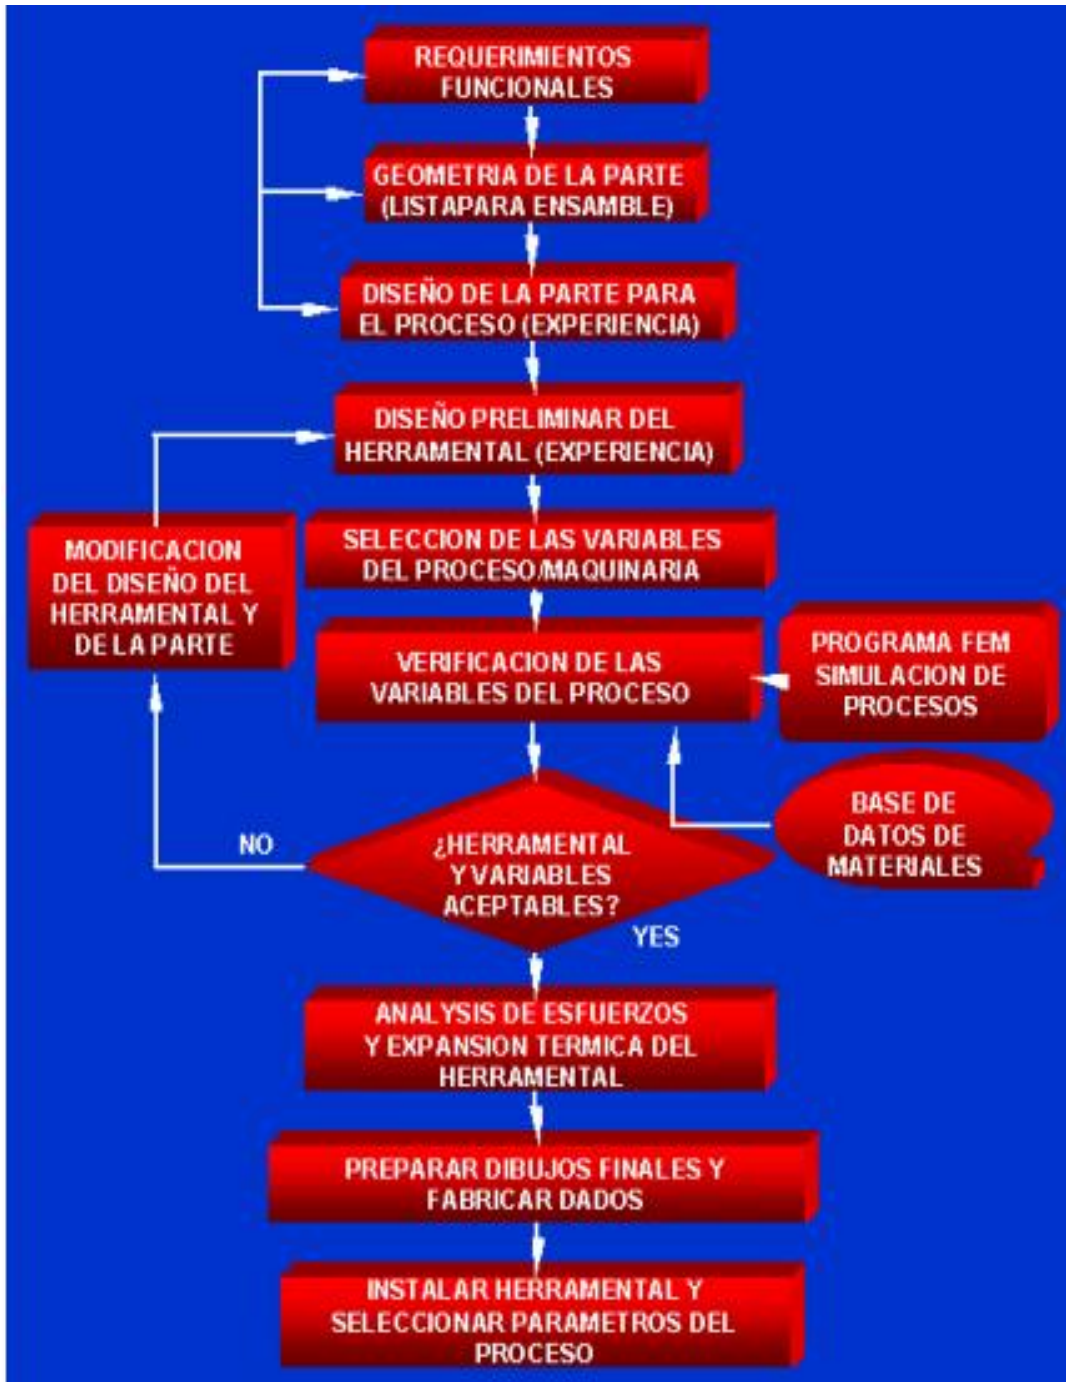 REQUERIMIENTOS
FUNCIONALES
GEOMETRIA DE LA PARTE
(LISTAPARA ENSAMBLE)
DISEÑO DE LA PARTE PARA
EL PROCESO (EXPERIENCIA)
DISEÑO PRELIMINAR DEL
HERRAMENTAL (EXPERIENCIA)
MODIFICACION
DEL DISEÑO DEL
HERRAMENTAL Y
DE LA PARTE
SELECCION DE LAS VARIABLES
DEL PROCESO/MAQUINARIA
VERIFICACION DE LAS
VARIABLES DEL PROCESO
PROGRAMA FEM
SIMULACION DE
PROCESOS
BASE DE
DATOS DE
MATERIALES
NO
¿HERRAMENTAL
Y VARIABLES
ACEPTABLES?
YES
ANALYSIS DE ESFUERZOS
Y EXPANSION TERMICA DEL
HERRAMENTAL
PREPARAR DIBUJOS FINALES Y
FABRICAR DADOS
INSTALAR HERRAMENTAL Y
SELECCIONAR PARAMETROS DEL
PROCESO